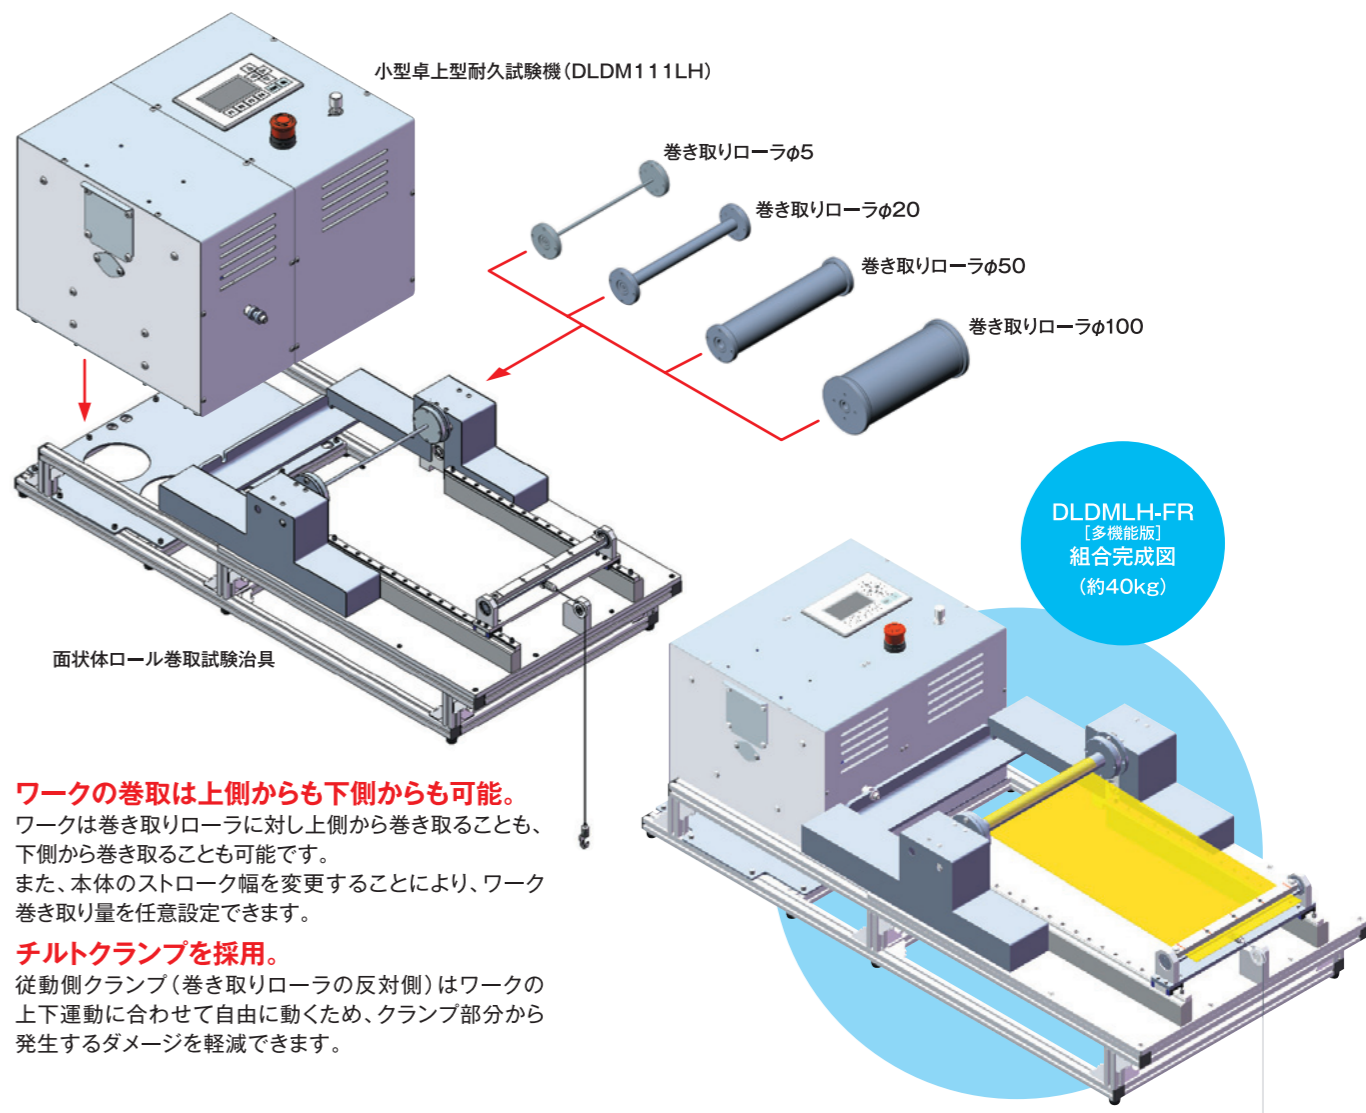 小型卓上型耐久試験機(DLDM111LH)
巻き取りローラφ5
巻き取りローラφ20
巻き取りローラφ50
巻き取りローラφ100
面状体ロール巻取試験治具
DLDMLH-FR
[多機能版]
組合完成図
(約40kg)
ワークの巻取は上側からも下側からも可能。
ワークは巻き取りローラに対し上側から巻き取ることも、
下側から巻き取ることも可能です。
また、本体のストローク幅を変更することにより、ワーク
巻き取り量を任意設定できます。
チルトクランプを採用。
従動側クランプ(巻き取りローラの反対側)はワークの
上下運動に合わせて自由に動くため、クランプ部分から
発生するダメージを軽減できます。